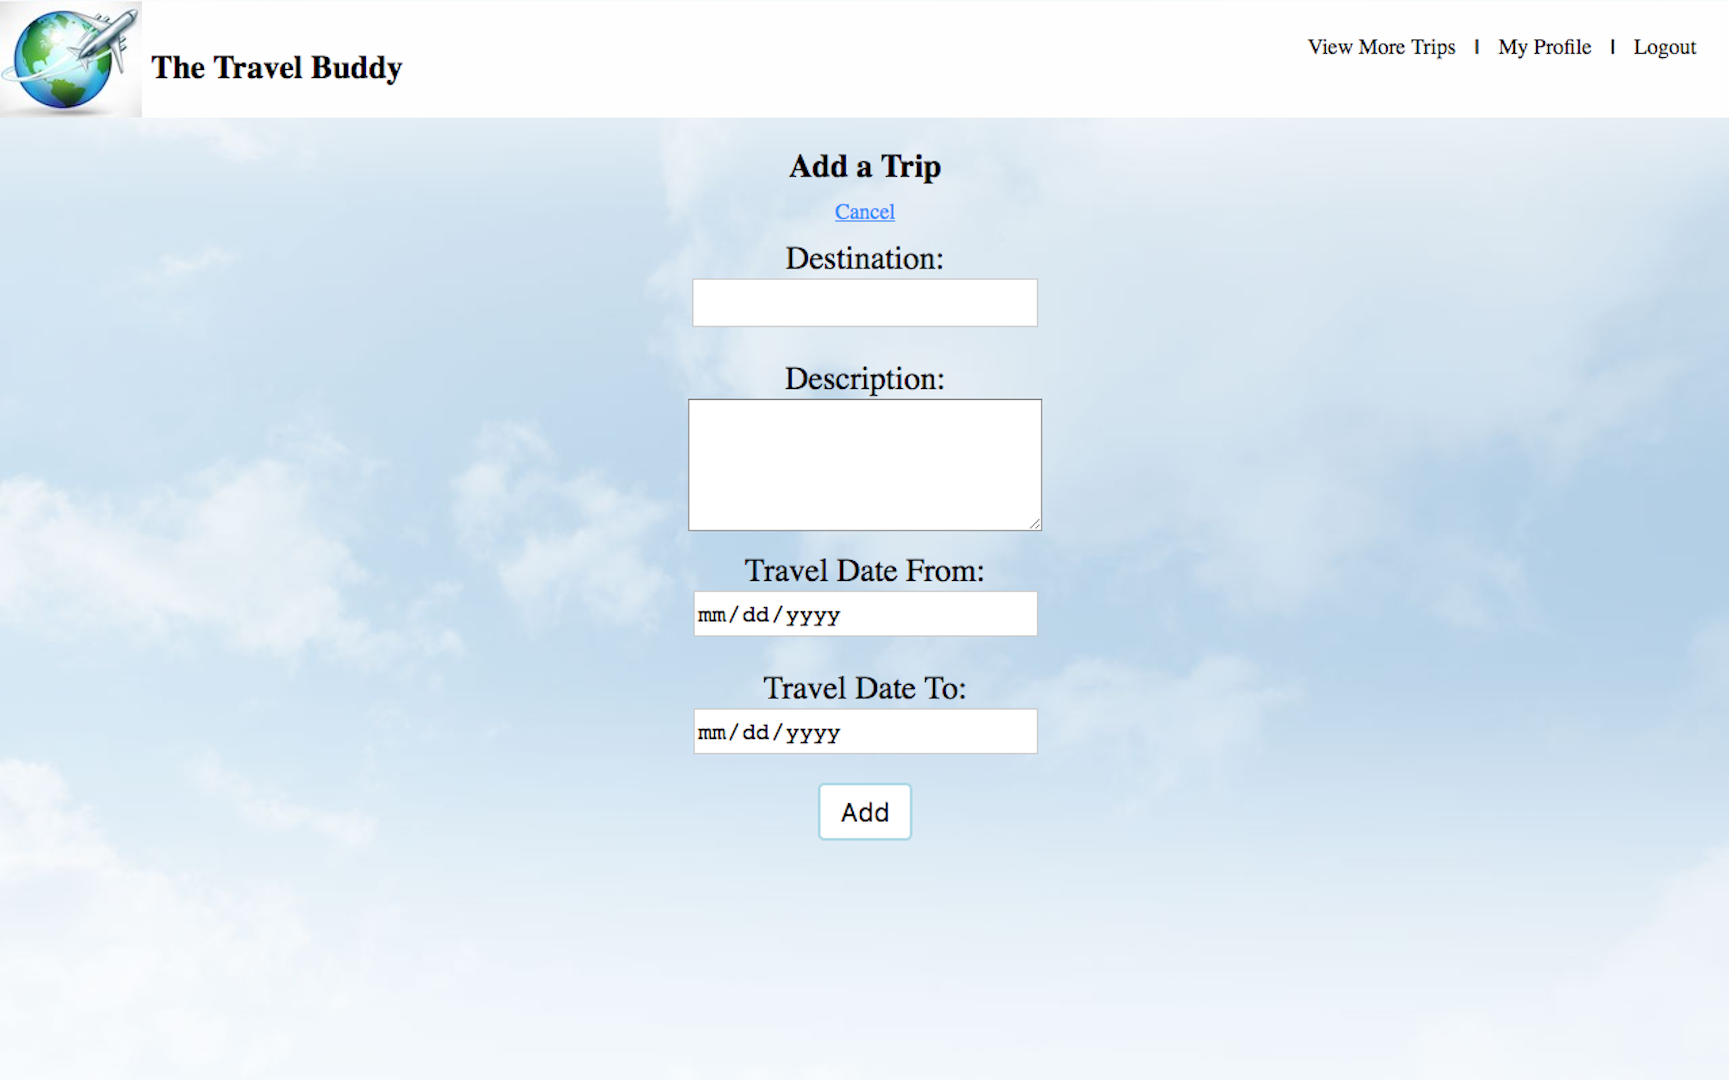 The Travel Buddy
View More Trips | My Profile | Logout
Add a Trip
Cancel
Destination:
Description:
Travel Date From:
mm/dd/yyyy
Travel Date To:
mm/dd/yyyy
Add